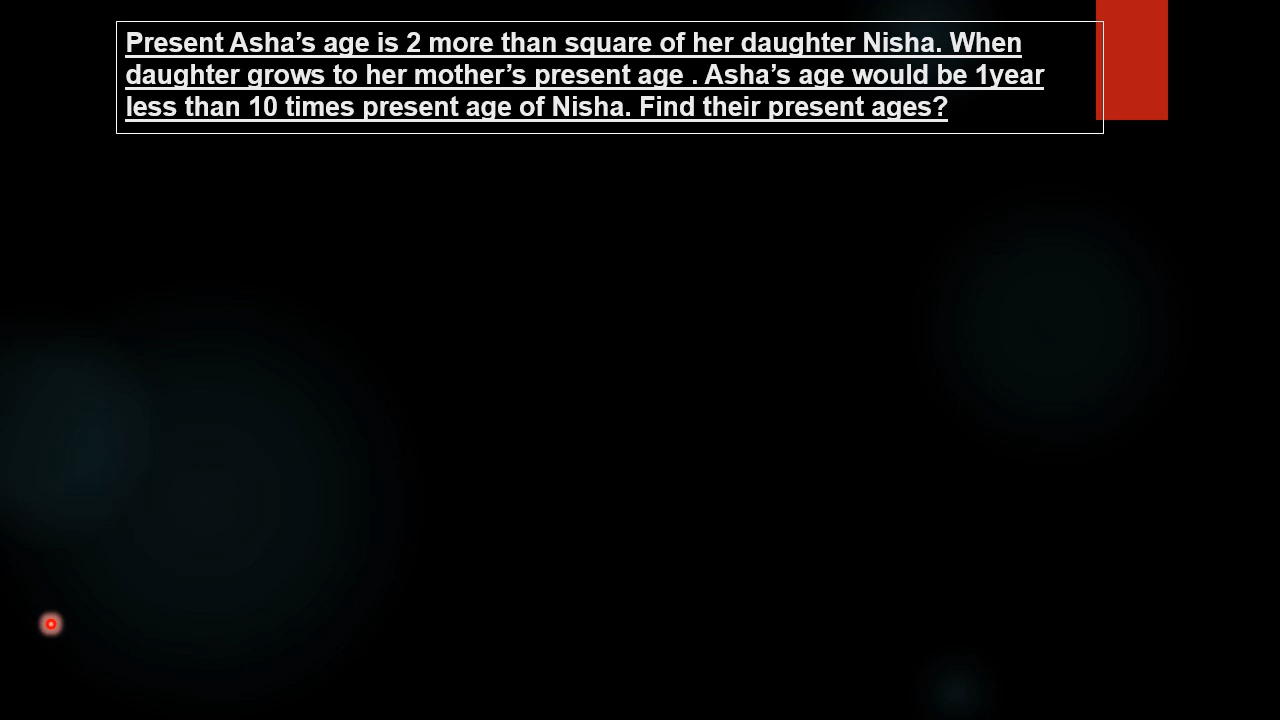 Present Asha’s age is 2 more than square of her daughter Nisha. When
daughter grows to her mother’s present age . Asha’s age would be 1year
less than 10 times present age of Nisha. Find their present ages?